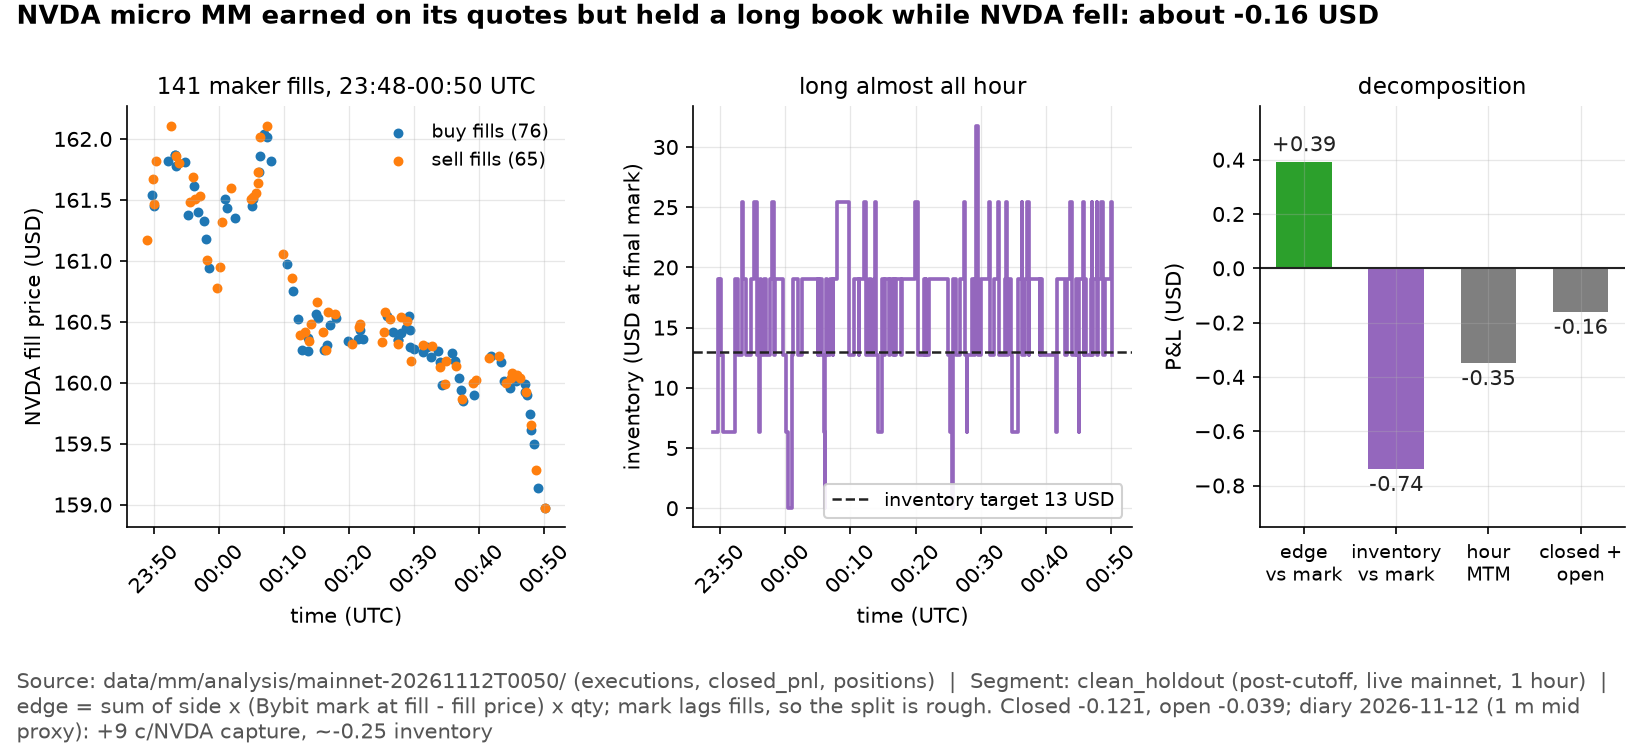 NVDA micro MM earned on its quotes but held a long book while NVDA fell: about -0.16 USD
141 maker fills, 23:48-00:50 UTC
buy fills (76)
sell fills (65)
NVDA fill price (USD)
162.0
161.5
161.0
160.5
160.0
159.5
159.0
23:50
00:00
00:10
00:20
00:30
00:40
00:50
time (UTC)
long almost all hour
inventory (USD at final mark)
30
25
20
15
10
5
0
inventory target 13 USD
23:50
00:00
00:10
00:20
00:30
00:40
00:50
time (UTC)
decomposition
P&L (USD)
0.4
0.2
0.0
−0.2
−0.4
−0.6
−0.8
+0.39
-0.74
-0.35
-0.16
edge
vs mark
inventory
vs mark
hour
MTM
closed +
open
Source: data/mm/analysis/mainnet-20261112T0050/ (executions, closed_pnl, positions) | Segment: clean_holdout (post-cutoff, live mainnet, 1 hour) |
edge = sum of side x (Bybit mark at fill - fill price) x qty; mark lags fills, so the split is rough. Closed -0.121, open -0.039; diary 2026-11-12 (1 m mid
proxy): +9 c/NVDA capture, ~-0.25 inventory